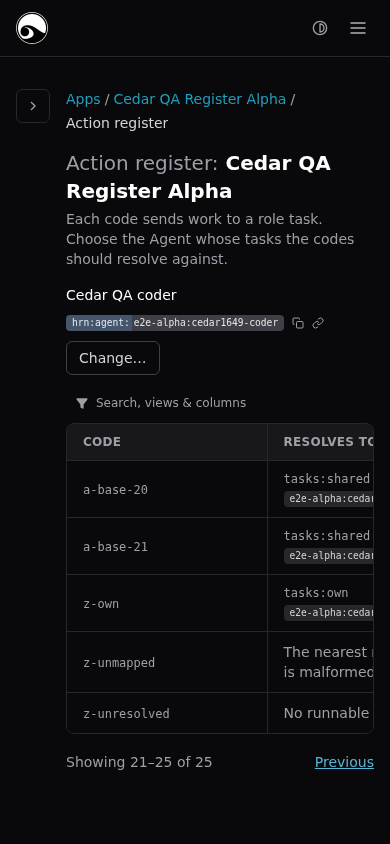 Apps / Cedar QA Register Alpha /
Action register
Action register: Cedar QA
Register Alpha
Each code sends work to a role task.
Choose the Agent whose tasks the codes
should resolve against.
Cedar QA coder
hrn:agent: e2e-alpha:cedar1649-coder
Change...
Search, views & columns
CODE RESOLVES TO
a-base-20 tasks:shared
e2e-alpha:cedar
a-base-21 tasks:shared
e2e-alpha:cedar
z-own tasks:own
e2e-alpha:cedar
z-unmapped The nearest
is malformed
z-unresolved No runnable
Showing 21–25 of 25 Previous